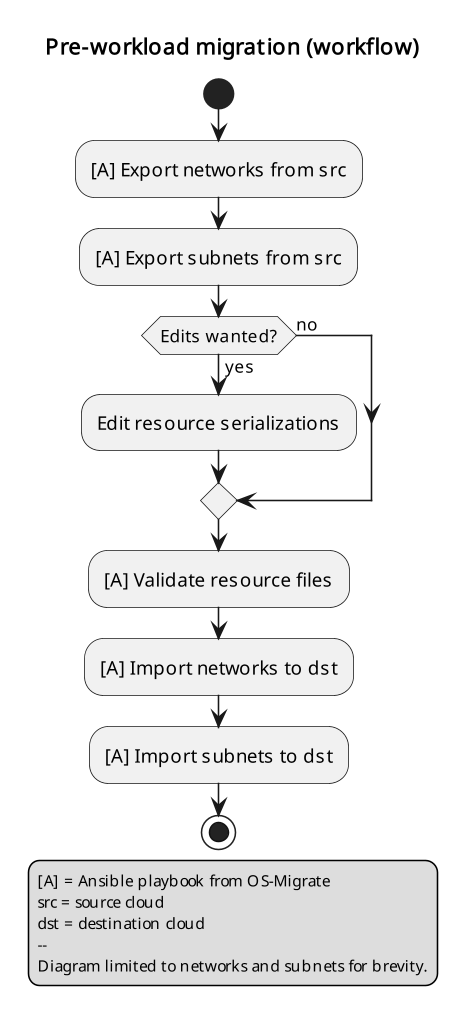 Pre-workload migration (workflow)
[A] Export networks from src
[A] Export subnets from src
Edits wanted?
no
yes
Edit resource serializations
[A] Validate resource files
[A] Import networks to dst
[A] Import subnets to dst
[A] = Ansible playbook from OS-Migrate
src = source cloud
dst = destination cloud
--
Diagram limited to networks and subnets for brevity.